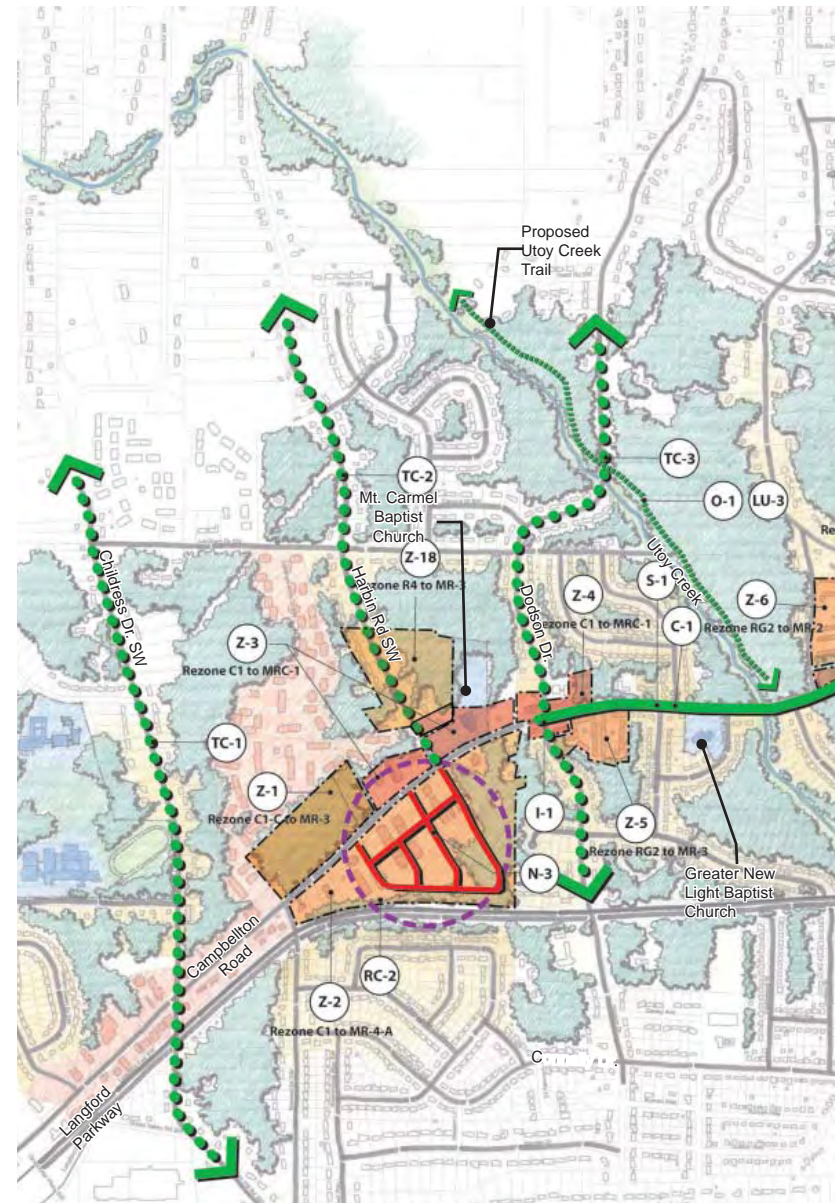 Proposed
Utoy Creek
Trail
TC-2
TC-3
Mt. Carmel
Baptist
Church
O-1
LU-3
Childress Dr. SW
Harbin Rd SW
Utoy Creek
Dodson Dr.
Z-18
Rezone R4 to MR-3
S-1
Z-4
Rezone C1 to MRC-1
Z-6
Rezone RG2 to MR-2
C-1
Z-3
Rezone C1 to MRC-1
TC-1
Z-1
Rezone C1-C to MR-3
I-1
Z-5
Rezone RG2 to MR-3
N-3
Greater New
Light Baptist
Church
Campbellton
Road
RC-2
Z-2
Rezone C1 to MR-4-A
Langford
Parkway